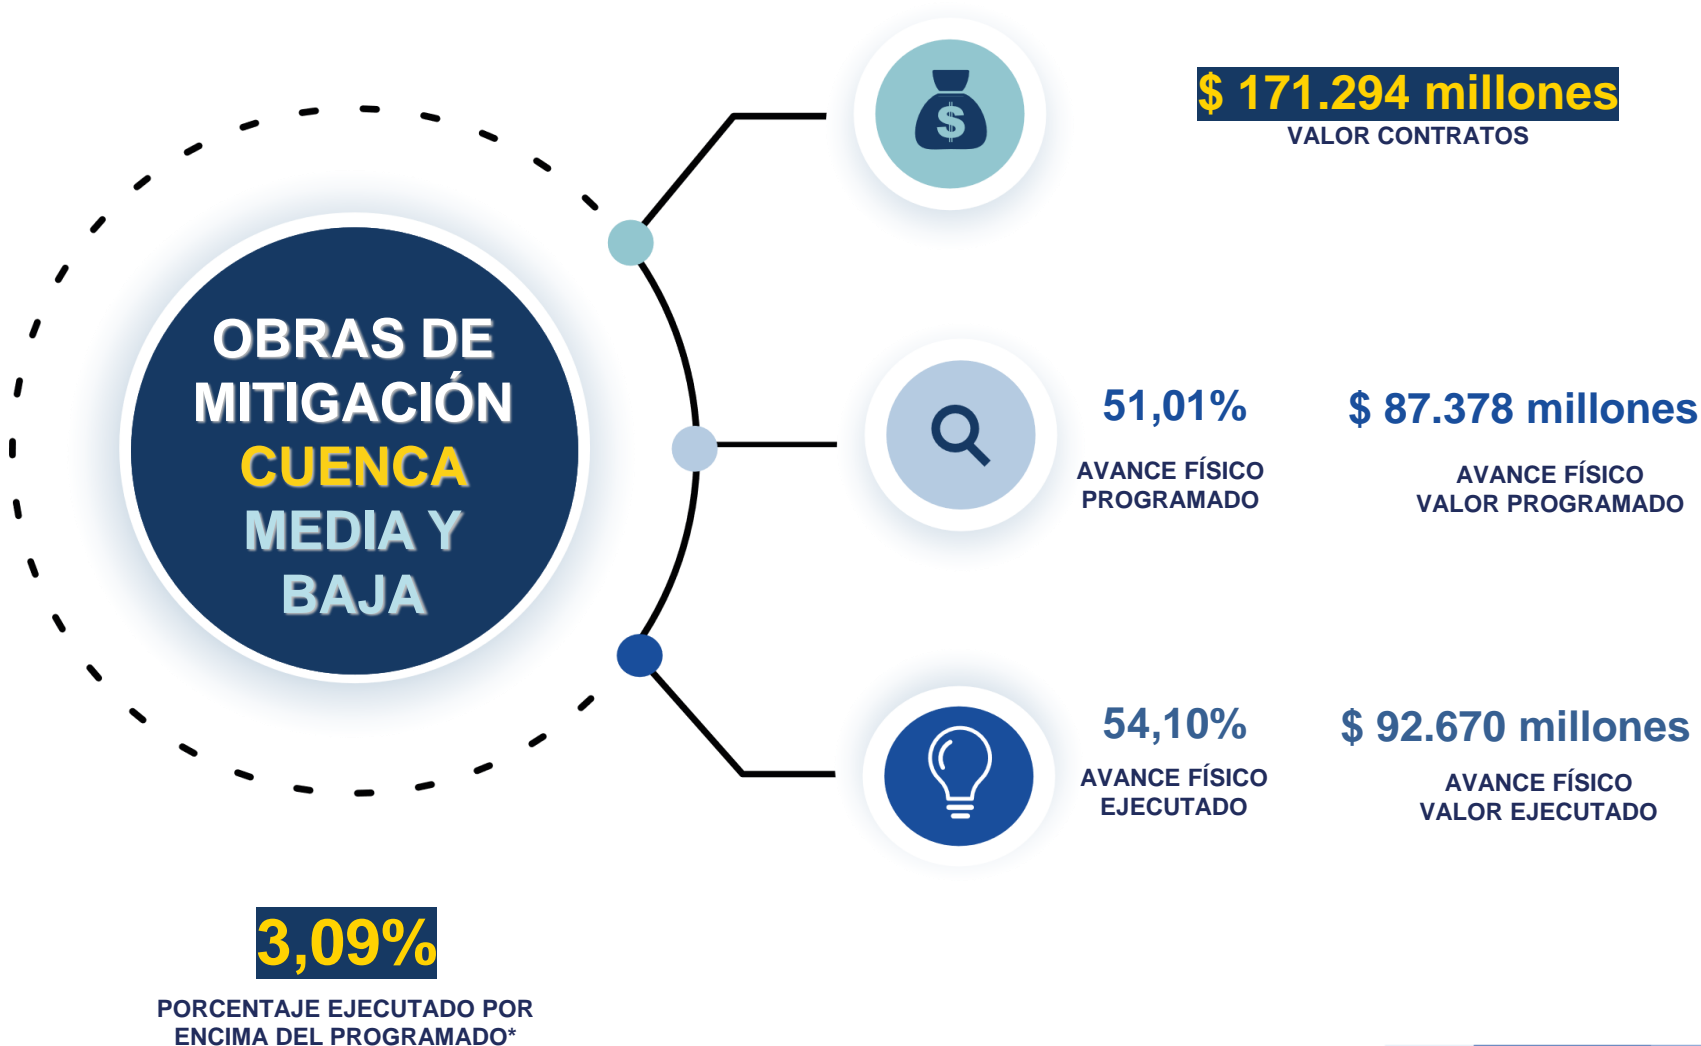 $ 171.294 millones
VALOR CONTRATOS
OBRAS DE
MITIGACIÓN
CUENCA
MEDIA Y
BAJA
51,01%
AVANCE FÍSICO
PROGRAMADO
$ 87.378 millones
AVANCE FÍSICO
VALOR PROGRAMADO
54,10%
AVANCE FÍSICO
EJECUTADO
$ 92.670 millones
AVANCE FÍSICO
VALOR EJECUTADO
3,09%
PORCENTAJE EJECUTADO POR
ENCIMA DEL PROGRAMADO*